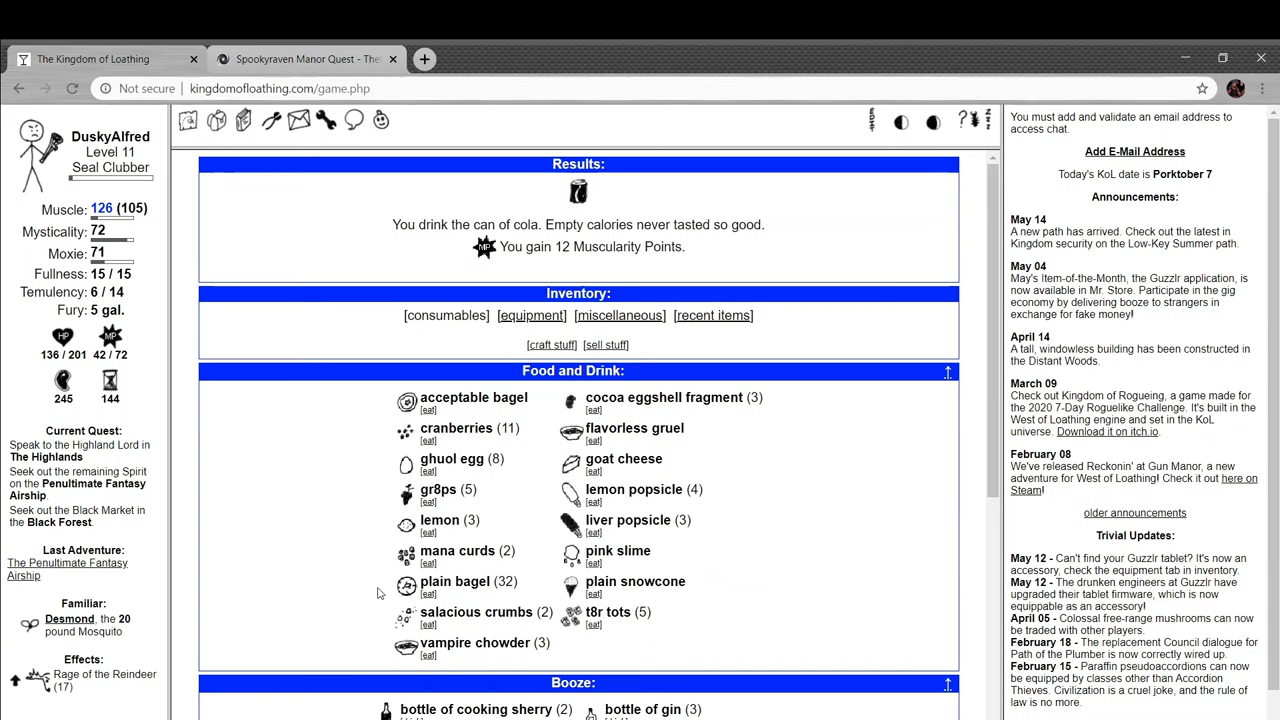 The Kingdom of Loathing
Spookyraven Manor Quest - The
Not secure
kingdomofloathing.com/game.php
DuskyAlfred
Level 11
Seal Clubber
Muscle: 126 (105)
Mysticality: 72
Moxie: 71
Fullness: 15 / 15
Temulency: 6 / 14
Fury: 5 gal.
HP
MP
136 / 201
42 / 72
245
144
Current Quest:
Speak to the Highland Lord in
The Highlands
Seek out the remaining Spirit
on the Penultimate Fantasy
Airship.
Seek out the Black Market in
the Black Forest.
Last Adventure:
The Penultimate Fantasy
Airship
Familiar:
Desmond, the 20
pound Mosquito
Effects:
Rage of the Reindeer
(17)
Results:
You drink the can of cola. Empty calories never tasted so good.
MP You gain 12 Muscularity Points.
Inventory:
[consumables] [equipment] [miscellaneous] [recent items]
[craft stuff] [sell stuff]
Food and Drink:
acceptable bagel
[eat]
cocoa eggshell fragment (3)
[eat]
cranberries (11)
[eat]
flavorless gruel
[eat]
ghuol egg (8)
[eat]
goat cheese
[eat]
gr8ps (5)
[eat]
lemon popsicle (4)
[eat]
lemon (3)
[eat]
liver popsicle (3)
[eat]
mana curds (2)
[eat]
pink slime
[eat]
plain bagel (32)
[eat]
plain snowcone
[eat]
salacious crumbs (2)
[eat]
t8r tots (5)
[eat]
vampire chowder (3)
[eat]
Booze:
bottle of cooking sherry (2)
bottle of gin (3)
You must add and validate an email address to
access chat.
Add E-Mail Address
Today's KoL date is Porktober 7
Announcements:
May 14
A new path has arrived. Check out the latest in
Kingdom security on the Low-Key Summer path.
May 04
May's Item-of-the-Month, the Guzzlr application, is
now available in Mr. Store. Participate in the gig
economy by delivering booze to strangers in
exchange for fake money!
April 14
A tall, windowless building has been constructed in
the Distant Woods.
March 09
Check out Kingdom of Rogueing, a game made for
the 2020 7-Day Roguelike Challenge. It's built in the
West of Loathing engine and set in the KoL
universe. Download it on itch.io.
February 08
We've released Reckonin' at Gun Manor, a new
adventure for West of Loathing! Check it out here on
Steam!
older announcements
Trivial Updates:
May 12 - Can't find your Guzzlr tablet? It's now an
accessory, check the equipment tab in inventory.
May 12 - The drunken engineers at Guzzlr have
upgraded their tablet firmware, which is now
equippable as an accessory!
April 05 - Colossal free-range mushrooms can now
be traded with other players.
February 18 - The replacement Council dialogue for
Path of the Plumber is now correctly wired up.
February 15 - Paraffin pseudoaccordions can now
be equipped by classes other than Accordion
Thieves. Civilization is a cruel joke, and the rule of
law is no more.